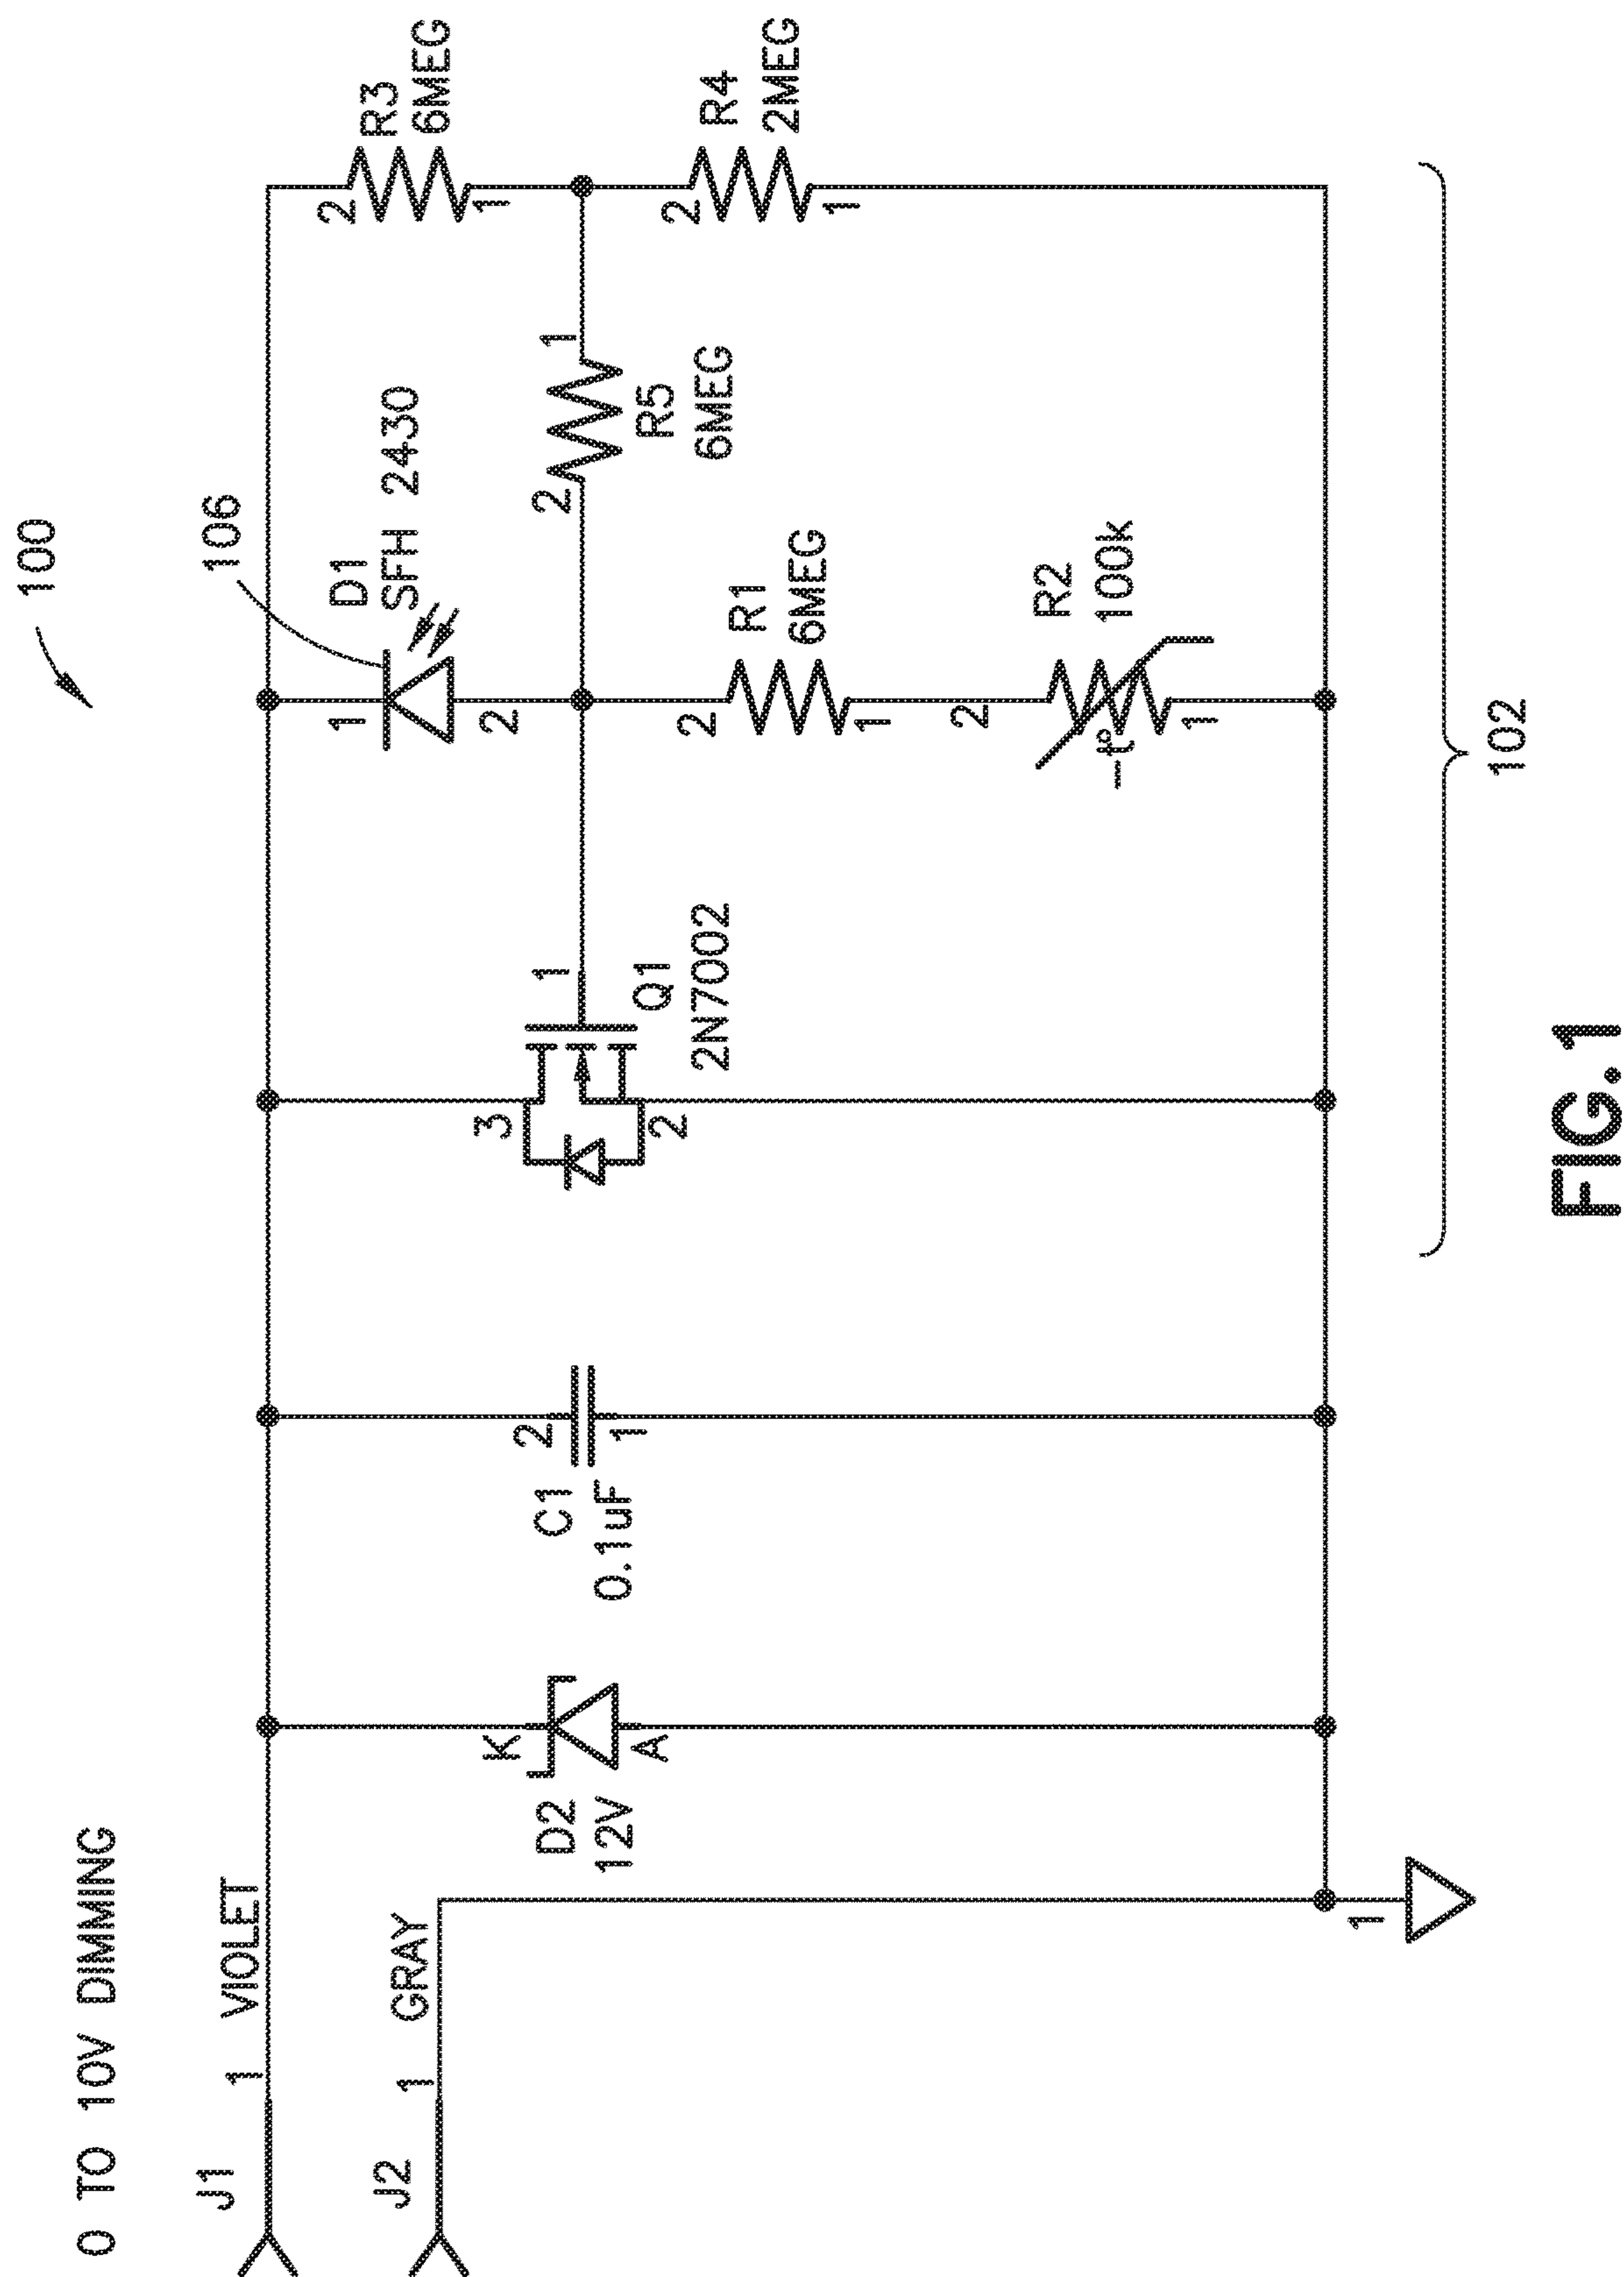 100
0 TO 10V DIMMING
J1
1
VIOLET
J2
1
GRAY
1
D2
12V
K
A
C1
0.1uF
2
1
3
2
1
Q1
2N7002
106
D1
SFH 2430
1
2
2
1
R1
6MEG
2
1
R2
100k
-t°
2
1
R5
6MEG
2
1
R3
6MEG
2
1
R4
2MEG
102
FIG. 1